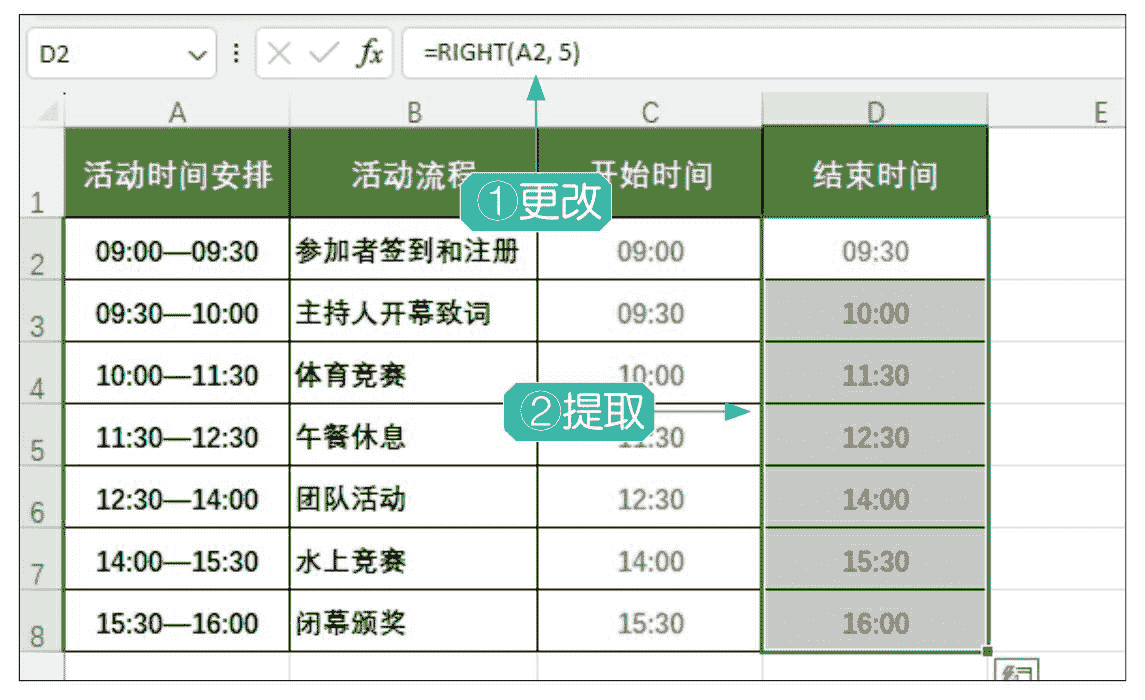 D2 fx =RIGHT(A2, 5)
A B C D E
1 活动时间安排 活动流程 开始时间 结束时间
①更改
2 09:00—09:30 参加者签到和注册 09:00 09:30
3 09:30—10:00 主持人开幕致词 09:30 10:00
4 10:00—11:30 体育竞赛 10:00 11:30
②提取
5 11:30—12:30 午餐休息 11:30 12:30
6 12:30—14:00 团队活动 12:30 14:00
7 14:00—15:30 水上竞赛 14:00 15:30
8 15:30—16:00 闭幕颁奖 15:30 16:00